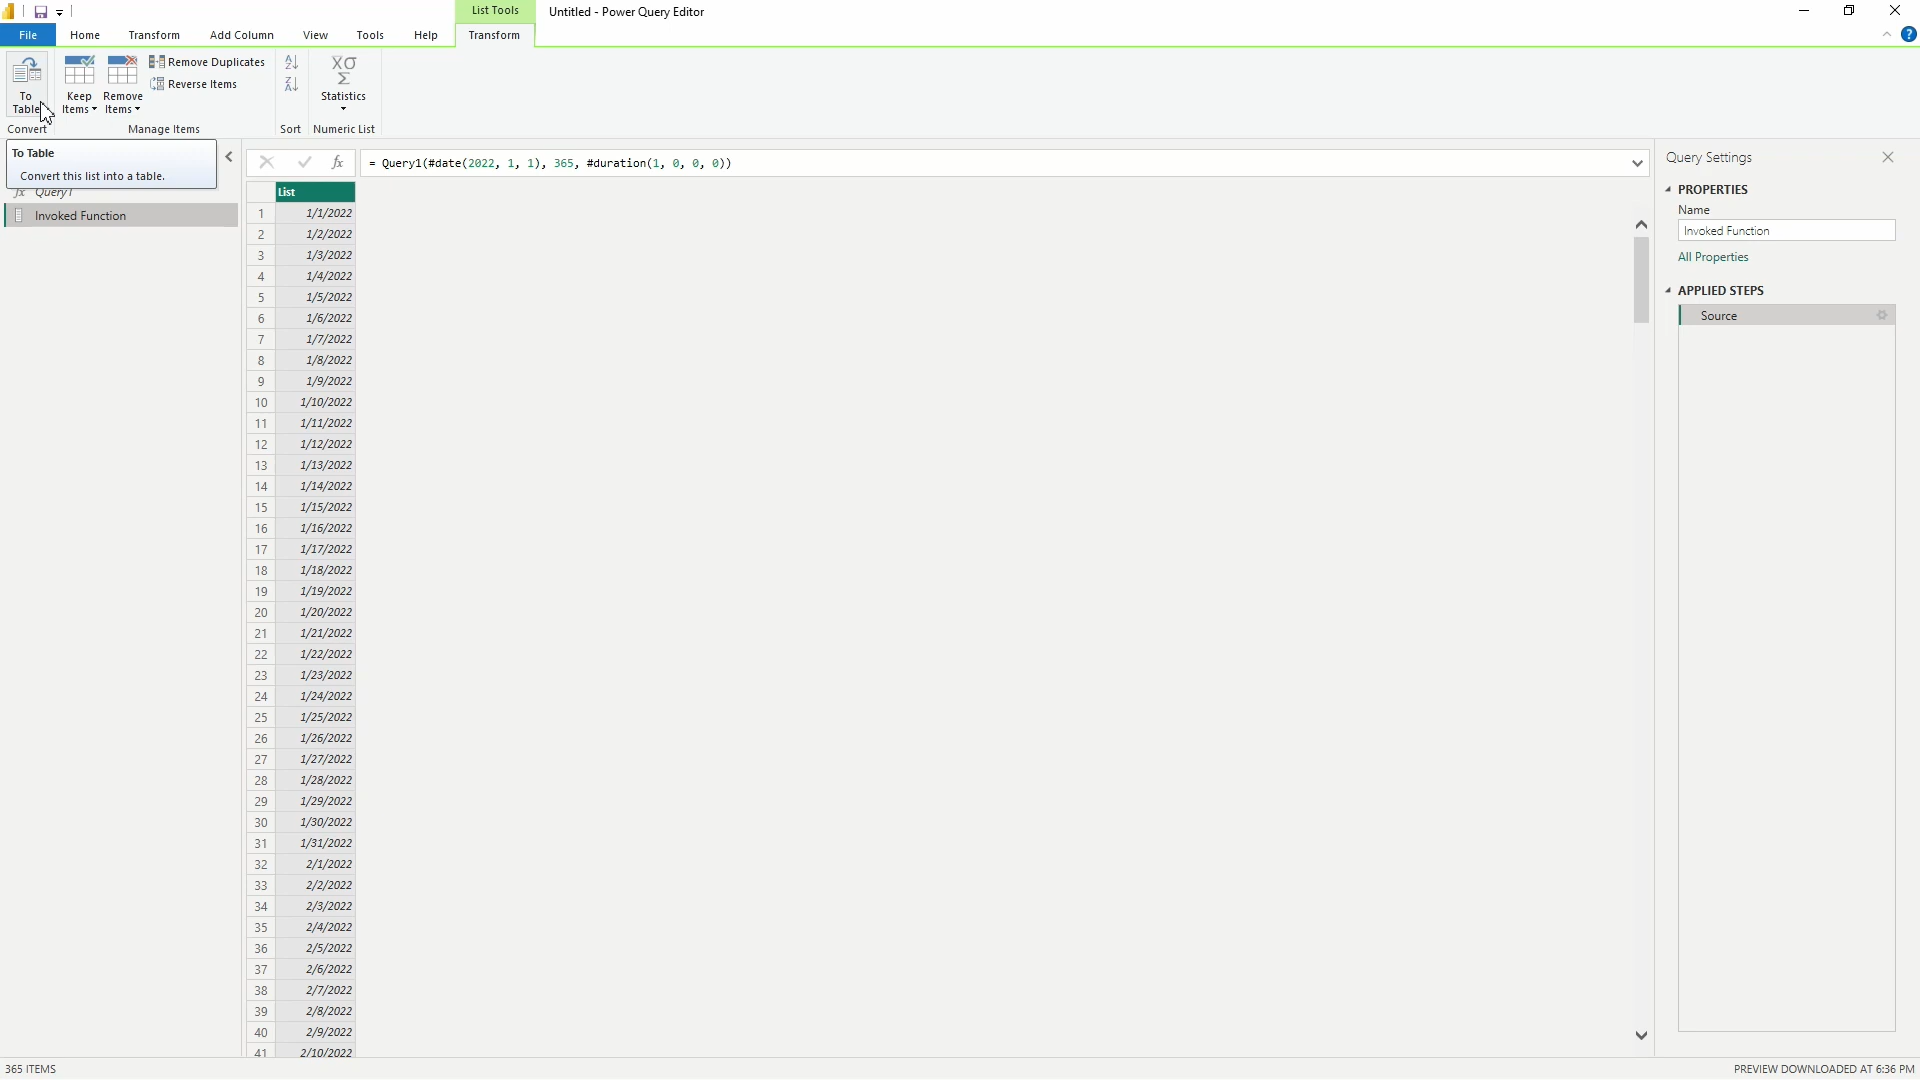 List Tools
Untitled - Power Query Editor
File
Home
Transform
Add Column
View
Tools
Help
Transform
To
Table
Keep
Items
Remove
Items
Remove Duplicates
Reverse Items
Statistics
Convert
Manage Items
Sort
Numeric List
To Table
Convert this list into a table.
fx Query1
Invoked Function
fx
= Query1(#date(2022, 1, 1), 365, #duration(1, 0, 0, 0))
List
1 1/1/2022
2 1/2/2022
3 1/3/2022
4 1/4/2022
5 1/5/2022
6 1/6/2022
7 1/7/2022
8 1/8/2022
9 1/9/2022
10 1/10/2022
11 1/11/2022
12 1/12/2022
13 1/13/2022
14 1/14/2022
15 1/15/2022
16 1/16/2022
17 1/17/2022
18 1/18/2022
19 1/19/2022
20 1/20/2022
21 1/21/2022
22 1/22/2022
23 1/23/2022
24 1/24/2022
25 1/25/2022
26 1/26/2022
27 1/27/2022
28 1/28/2022
29 1/29/2022
30 1/30/2022
31 1/31/2022
32 2/1/2022
33 2/2/2022
34 2/3/2022
35 2/4/2022
36 2/5/2022
37 2/6/2022
38 2/7/2022
39 2/8/2022
40 2/9/2022
41 2/10/2022
Query Settings
PROPERTIES
Name
Invoked Function
All Properties
APPLIED STEPS
Source
365 ITEMS
PREVIEW DOWNLOADED AT 6:36 PM